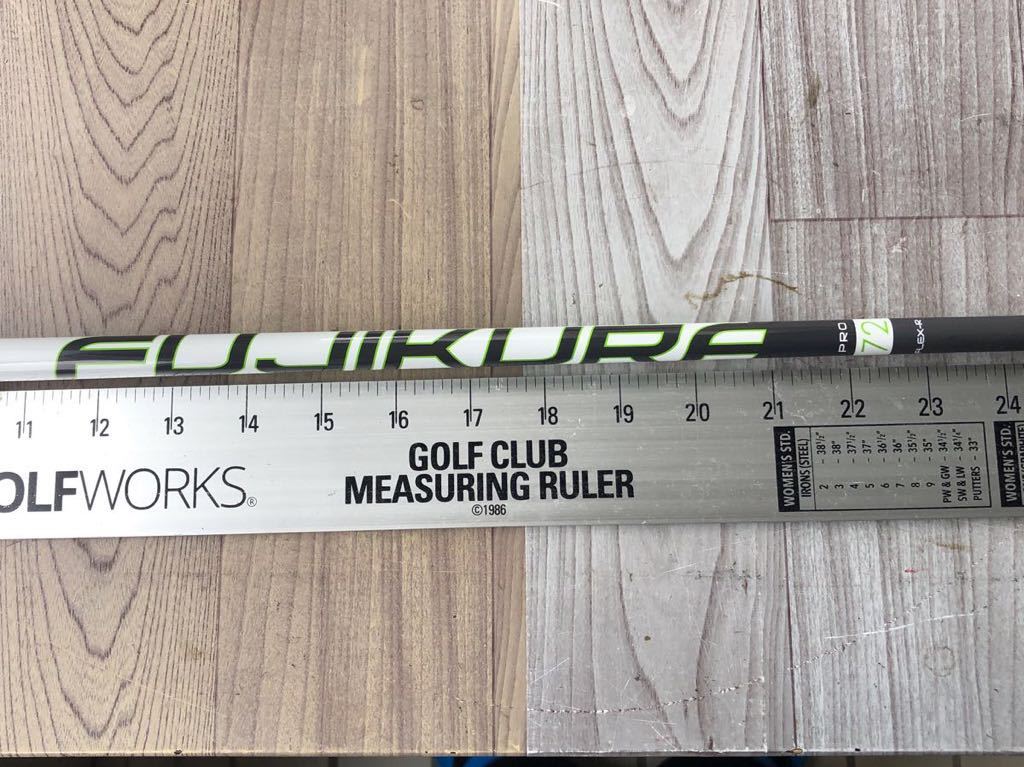 FUJIKURA
PRO
72
FLEX-R
11 12 13 14 15 16 17 18 19 20 21 22 23 24
OLFWORKS®
GOLF CLUB
MEASURING RULER
©1986
WOMEN'S STD.
IRONS (STEEL)
2 – 38½"
3 – 38"
4 – 37½"
5 – 37"
6 – 36½"
7 – 36"
8 – 35½"
9 – 35"
PW & GW – 34½"
SW & LW – 34¼"
PUTTERS – 33"
WOMEN'S STD.